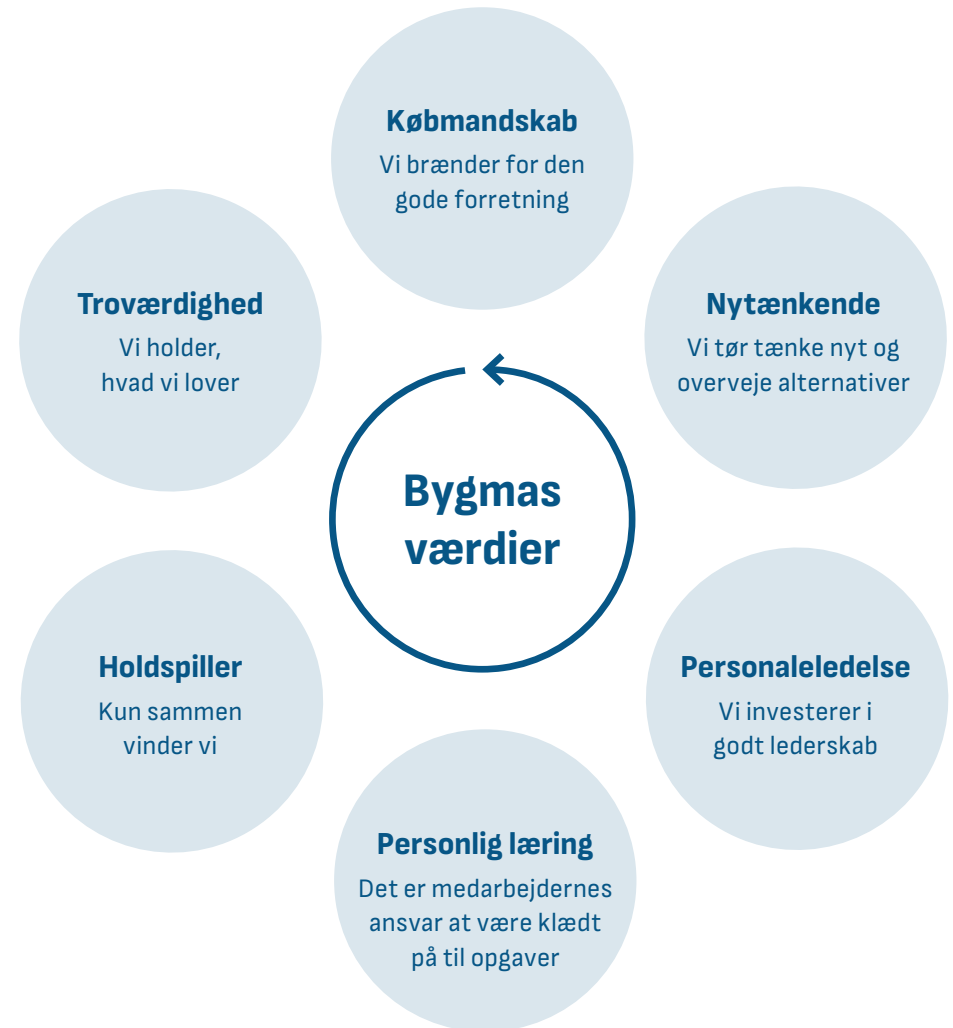 Købmandskab
Vi brænder for den
gode forretning
Troværdighed
Vi holder,
hvad vi lover
Nytænkende
Vi tør tænke nyt og
overveje alternativer
Bygmas
værdier
Holdspiller
Kun sammen
vinder vi
Personaleledelse
Vi investerer i
godt lederskab
Personlig læring
Det er medarbejdernes
ansvar at være klædt
på til opgaver